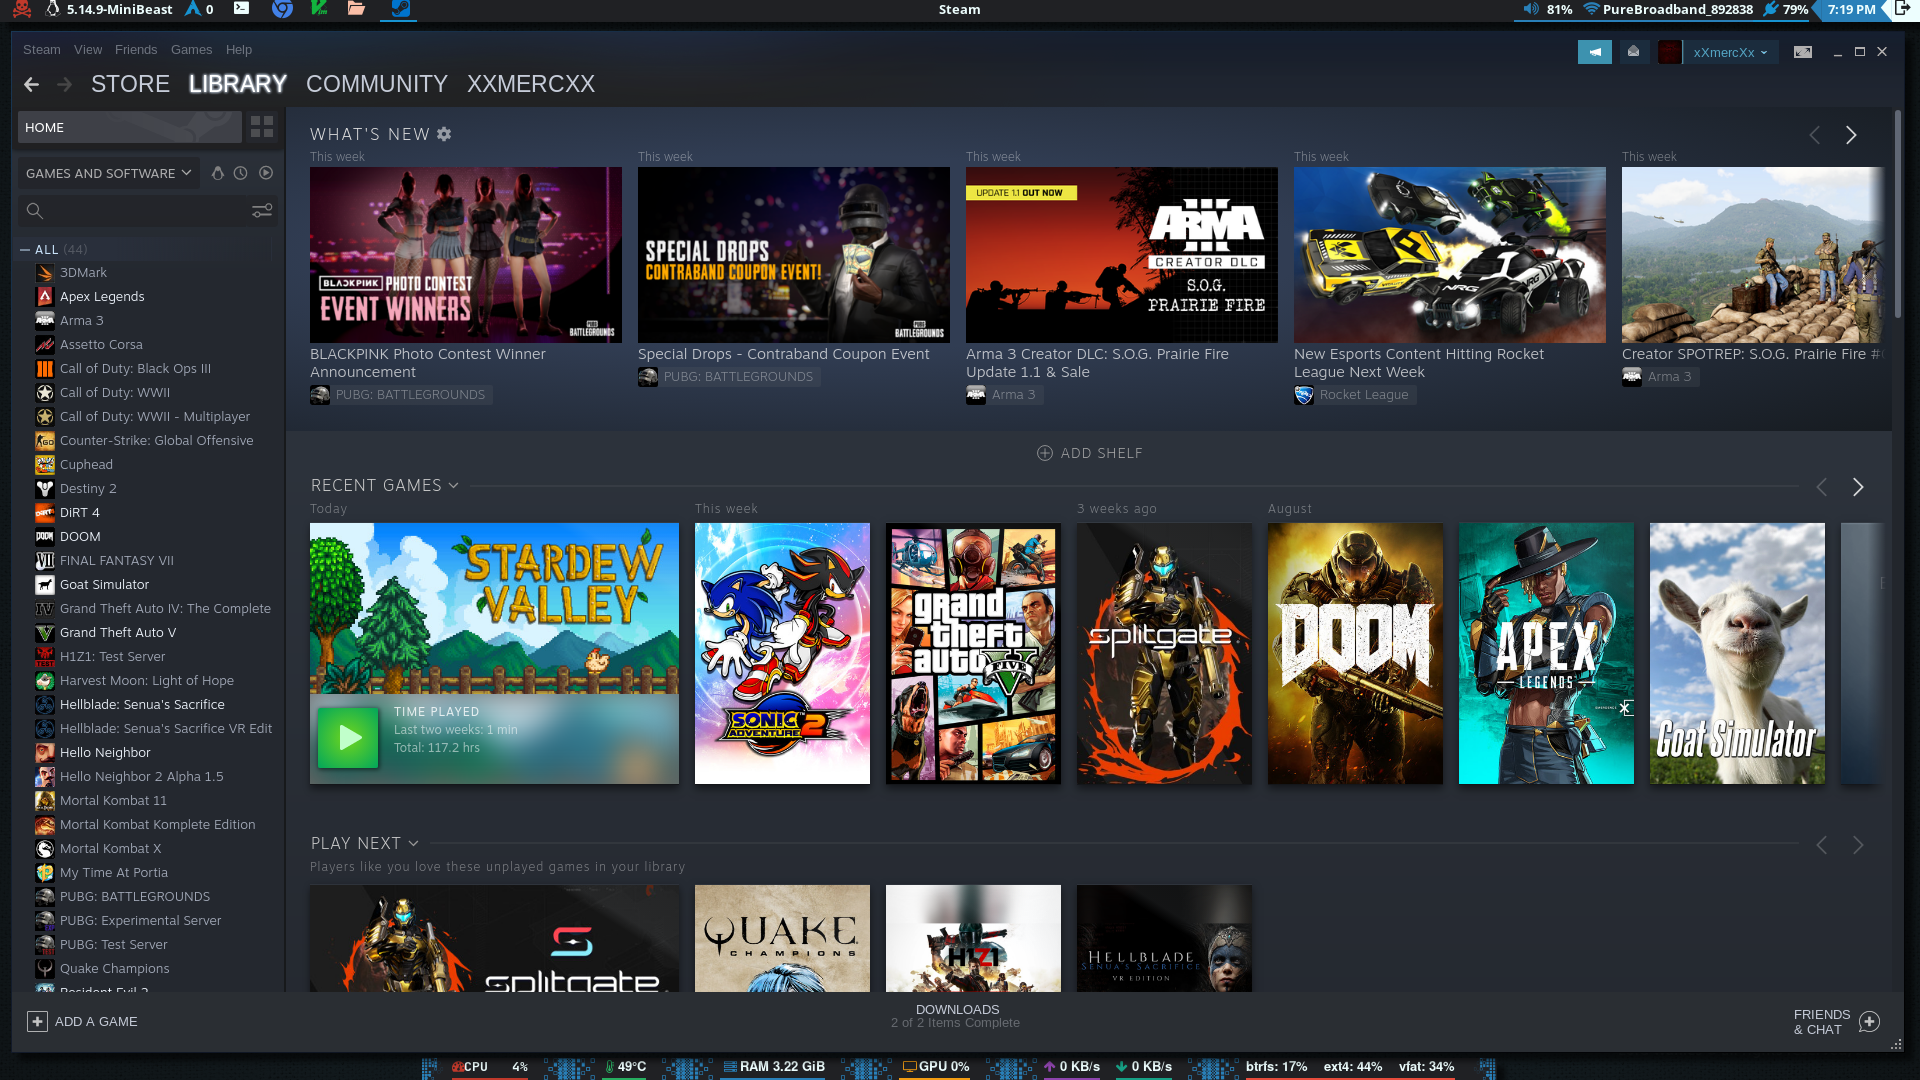 5.14.9-MiniBeast
0
Steam
81%
PureBroadband_892838
79%
7:19 PM
Steam View Friends Games Help
xXmercXx
STORE LIBRARY COMMUNITY XXMERCXX
HOME
GAMES AND SOFTWARE
ALL (44)
3DMark
Apex Legends
Arma 3
Assetto Corsa
Call of Duty: Black Ops III
Call of Duty: WWII
Call of Duty: WWII - Multiplayer
Counter-Strike: Global Offensive
Cuphead
Destiny 2
DiRT 4
DOOM
FINAL FANTASY VII
Goat Simulator
Grand Theft Auto IV: The Complete
Grand Theft Auto V
H1Z1: Test Server
Harvest Moon: Light of Hope
Hellblade: Senua's Sacrifice
Hellblade: Senua's Sacrifice VR Edit
Hello Neighbor
Hello Neighbor 2 Alpha 1.5
Mortal Kombat 11
Mortal Kombat Komplete Edition
Mortal Kombat X
My Time At Portia
PUBG: BATTLEGROUNDS
PUBG: Experimental Server
PUBG: Test Server
Quake Champions
Resident Evil 2
WHAT'S NEW
This week
BLACKPINK PHOTO CONTEST
EVENT WINNERS
PUBG
BATTLEGROUNDS
BLACKPINK Photo Contest Winner
Announcement
PUBG: BATTLEGROUNDS
This week
SPECIAL DROPS
CONTRABAND COUPON EVENT!
PUBG
BATTLEGROUNDS
Special Drops - Contraband Coupon Event
PUBG: BATTLEGROUNDS
This week
UPDATE 1.1 OUT NOW
ARMA
III
CREATOR DLC
S.O.G.
PRAIRIE FIRE
Arma 3 Creator DLC: S.O.G. Prairie Fire
Update 1.1 & Sale
Arma 3
This week
NRG
New Esports Content Hitting Rocket
League Next Week
Rocket League
This week
Creator SPOTREP: S.O.G. Prairie Fire #
Arma 3
ADD SHELF
RECENT GAMES
Today
STARDEW
VALLEY
TIME PLAYED
Last two weeks: 1 min
Total: 117.2 hrs
This week
SONIC
ADVENTURE 2
grand
theft
auto
FIVE
3 weeks ago
splitgate
August
DOOM
APEX
LEGENDS
Goat Simulator
PLAY NEXT
Players like you love these unplayed games in your library
splitgate
QUAKE
CHAMPIONS
H1Z1
HELLBLADE
SENUA'S SACRIFICE
VR EDITION
ADD A GAME
DOWNLOADS
2 of 2 Items Complete
FRIENDS
& CHAT
CPU 4%
49°C
RAM 3.22 GiB
GPU 0%
0 KB/s
0 KB/s
btrfs: 17%
ext4: 44%
vfat: 34%